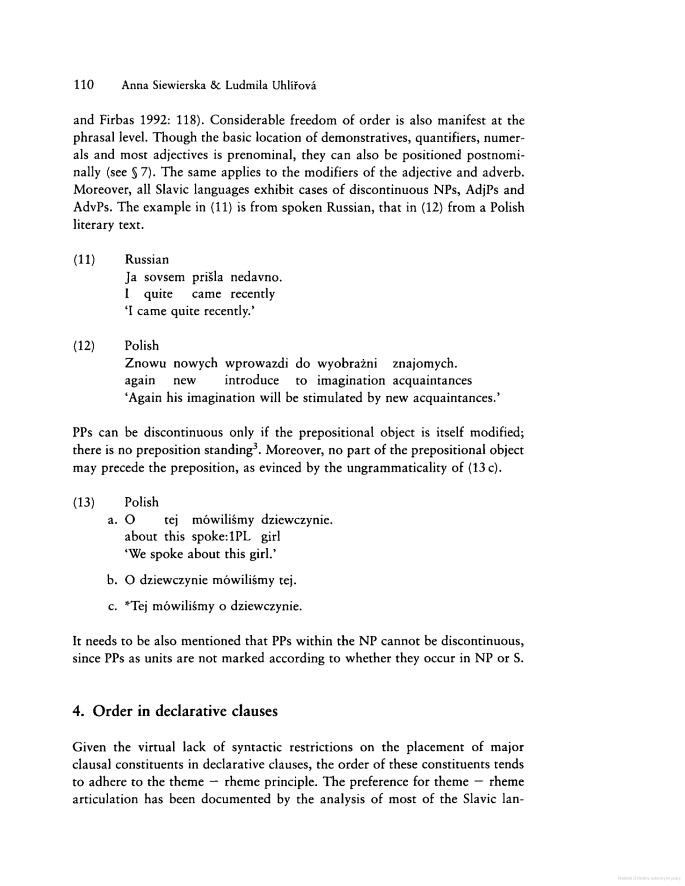 110 Anna Siewierska & Ludmila Uhlířová
and Firbas 1992: 118). Considerable freedom of order is also manifest at the
phrasal level. Though the basic location of demonstratives, quantifiers, numer-
als and most adjectives is prenominal, they can also be positioned postnomi-
nally (see § 7). The same applies to the modifiers of the adjective and adverb.
Moreover, all Slavic languages exhibit cases of discontinuous NPs, AdjPs and
AdvPs. The example in (11) is from spoken Russian, that in (12) from a Polish
literary text.
(11) Russian
Ja sovsem prišla nedavno.
I quite came recently
‘I came quite recently.’
(12) Polish
Znowu nowych wprowazdi do wyobrażni znajomych.
again new introduce to imagination acquaintances
‘Again his imagination will be stimulated by new acquaintances.’
PPs can be discontinuous only if the prepositional object is itself modified;
there is no preposition standing³. Moreover, no part of the prepositional object
may precede the preposition, as evinced by the ungrammaticality of (13 c).
(13) Polish
a. O tej mówiliśmy dziewczynie.
about this spoke:1PL girl
‘We spoke about this girl.’
b. O dziewczynie mówiliśmy tej.
c. *Tej mówiliśmy o dziewczynie.
It needs to be also mentioned that PPs within the NP cannot be discontinuous,
since PPs as units are not marked according to whether they occur in NP or S.
4. Order in declarative clauses
Given the virtual lack of syntactic restrictions on the placement of major
clausal constituents in declarative clauses, the order of these constituents tends
to adhere to the theme − rheme principle. The preference for theme − rheme
articulation has been documented by the analysis of most of the Slavic lan-